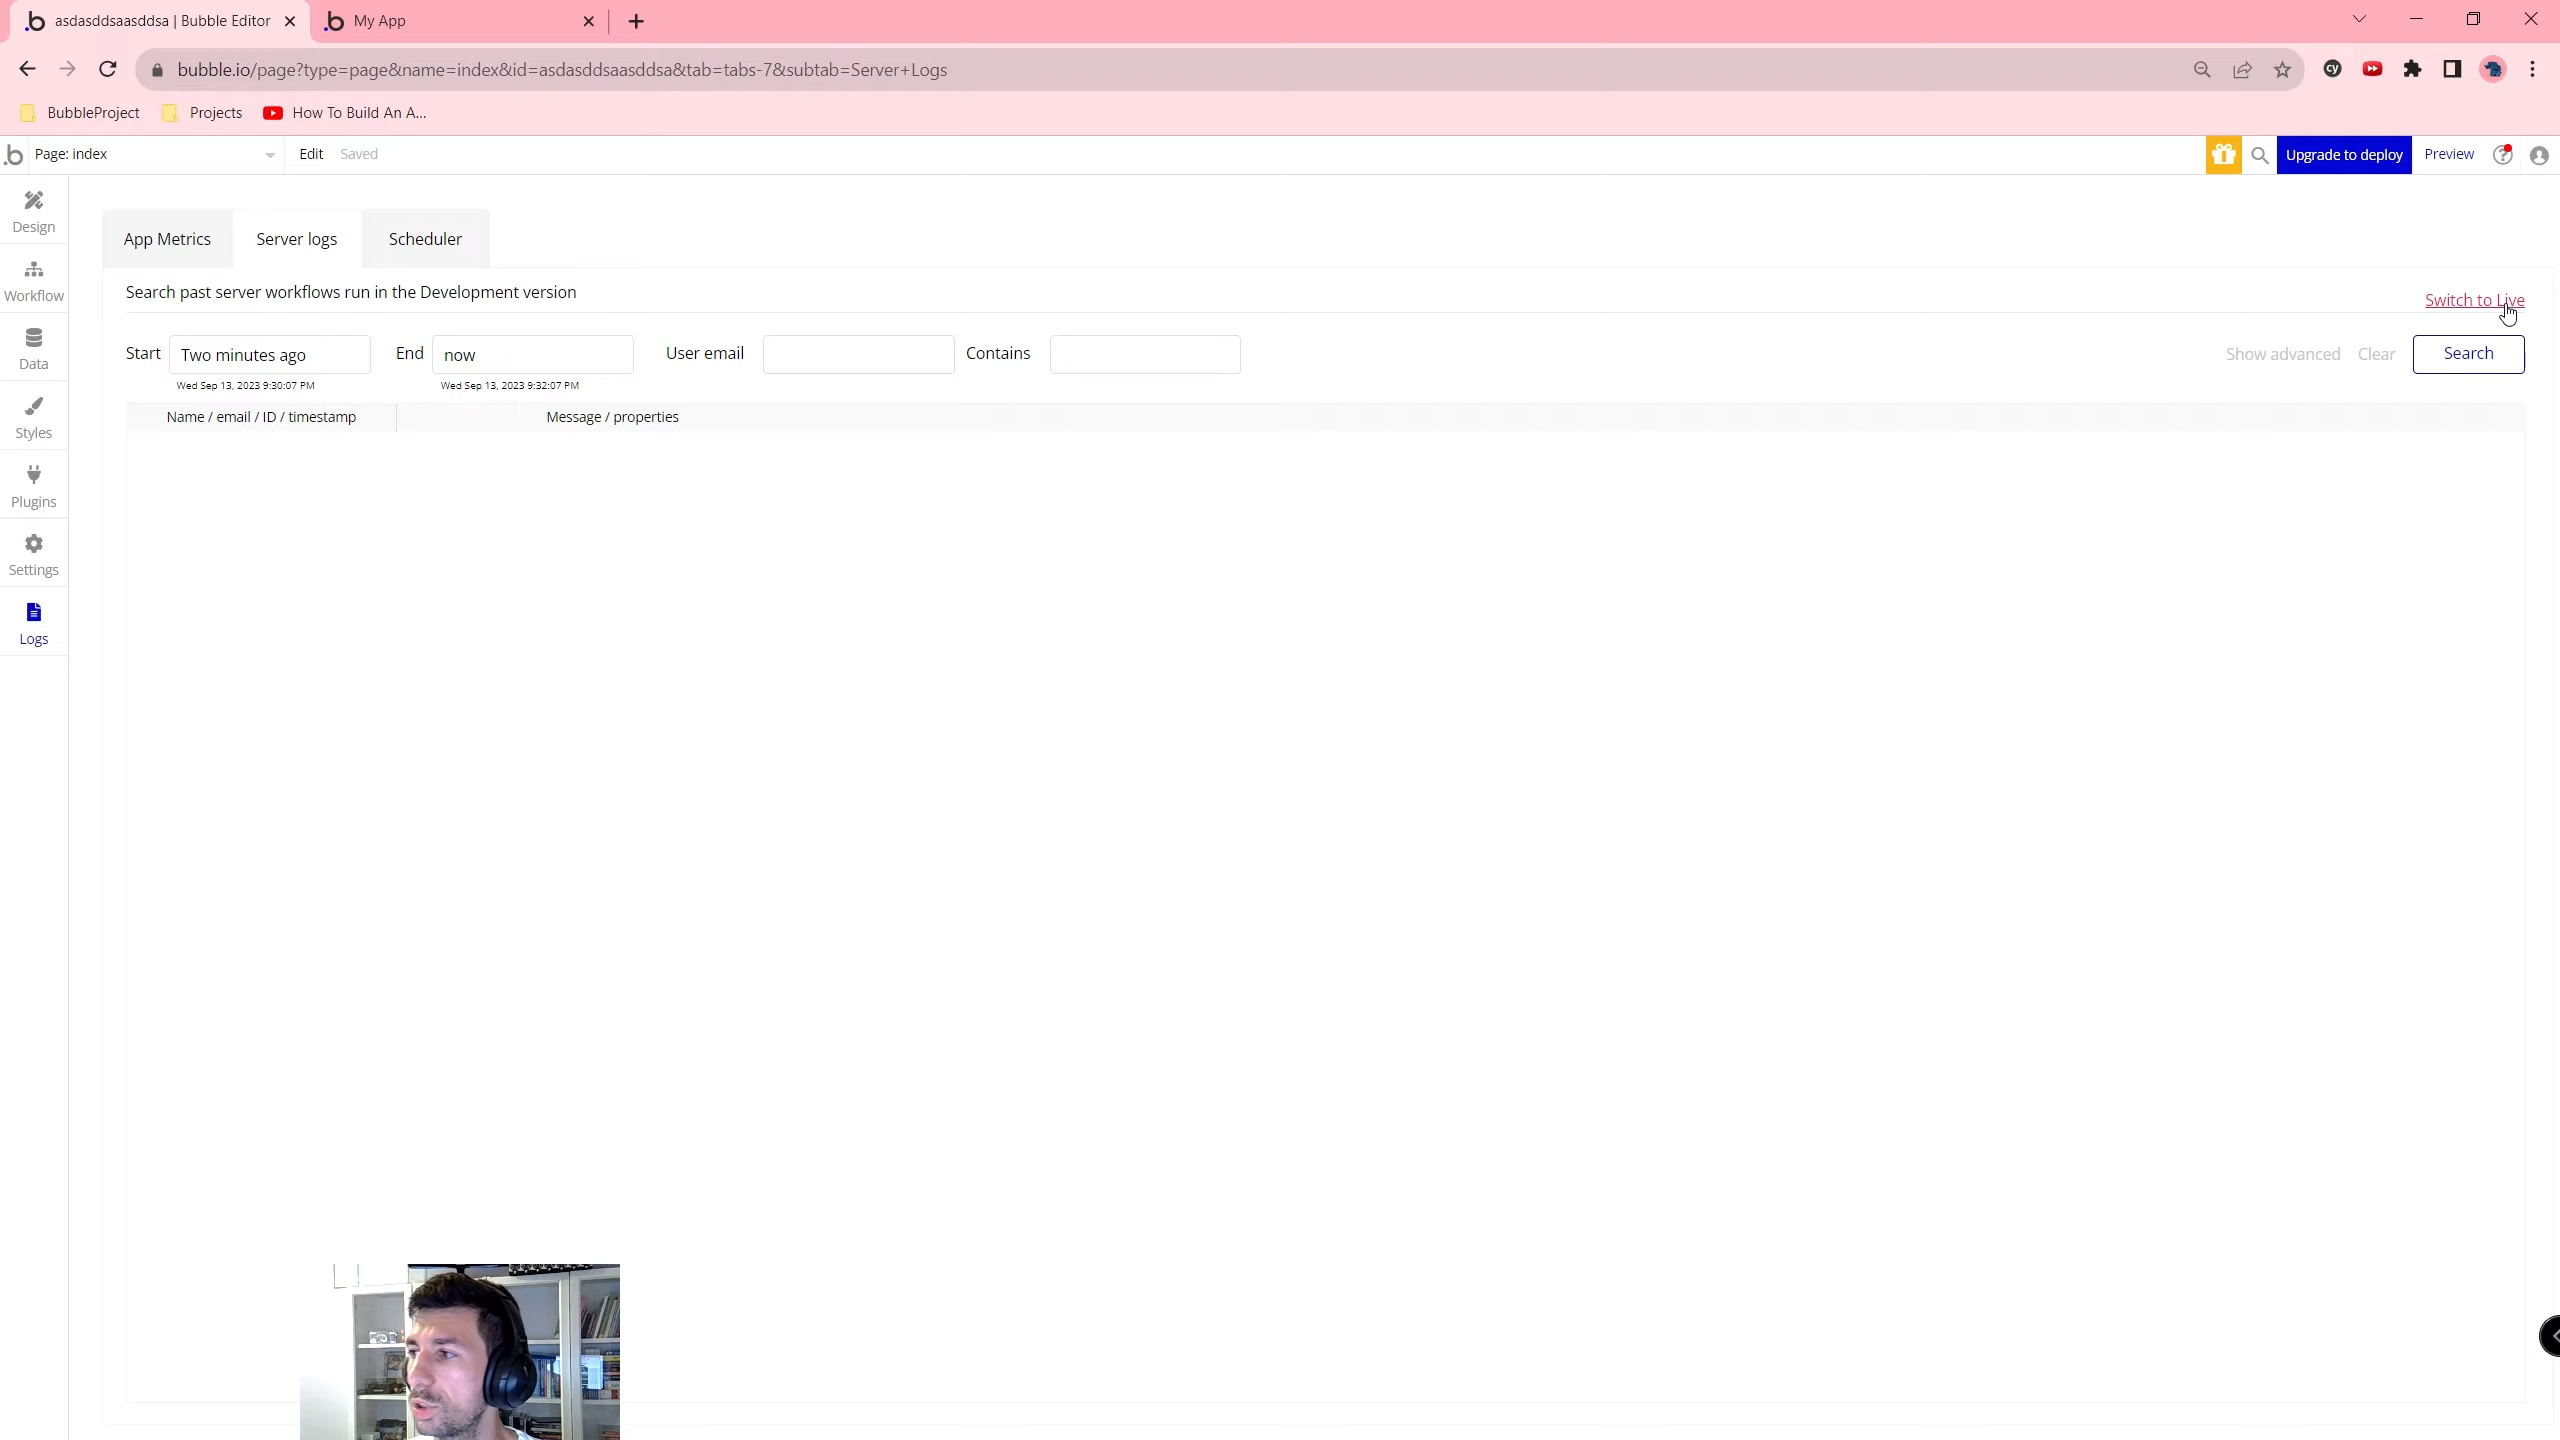 asdasddsaasddsa | Bubble Editor
My App
bubble.io/page?type=page&name=index&id=asdasddsaasddsa&tab=tabs-7&subtab=Server+Logs
BubbleProject
Projects
How To Build An A...
Page: index
Edit
Saved
Upgrade to deploy
Preview
Design
Workflow
Data
Styles
Plugins
Settings
Logs
App Metrics
Server logs
Scheduler
Search past server workflows run in the Development version
Switch to Live
Start
Two minutes ago
End
now
User email
Contains
Show advanced
Clear
Search
Wed Sep 13, 2023 9:30:07 PM
Wed Sep 13, 2023 9:32:07 PM
Name / email / ID / timestamp
Message / properties